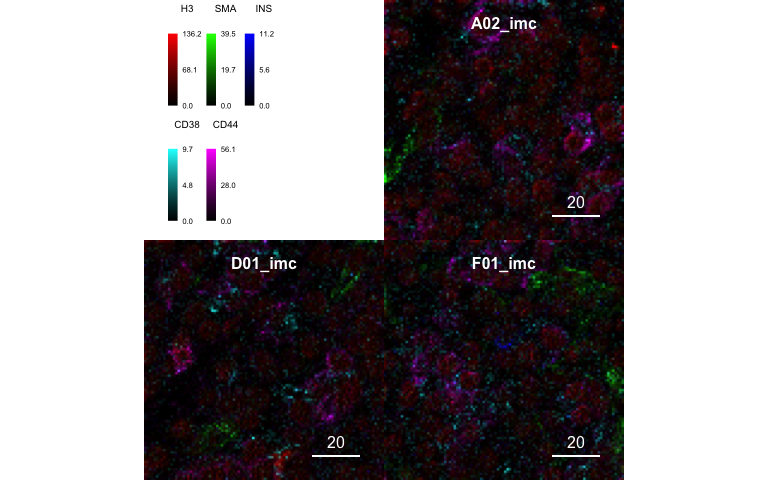 H3 SMA INS
136.2 39.5 11.2
68.1 19.7 5.6
0.0 0.0 0.0
CD38 CD44
9.7 56.1
4.8 28.0
0.0 0.0
A02_imc
20
D01_imc
20
F01_imc
20